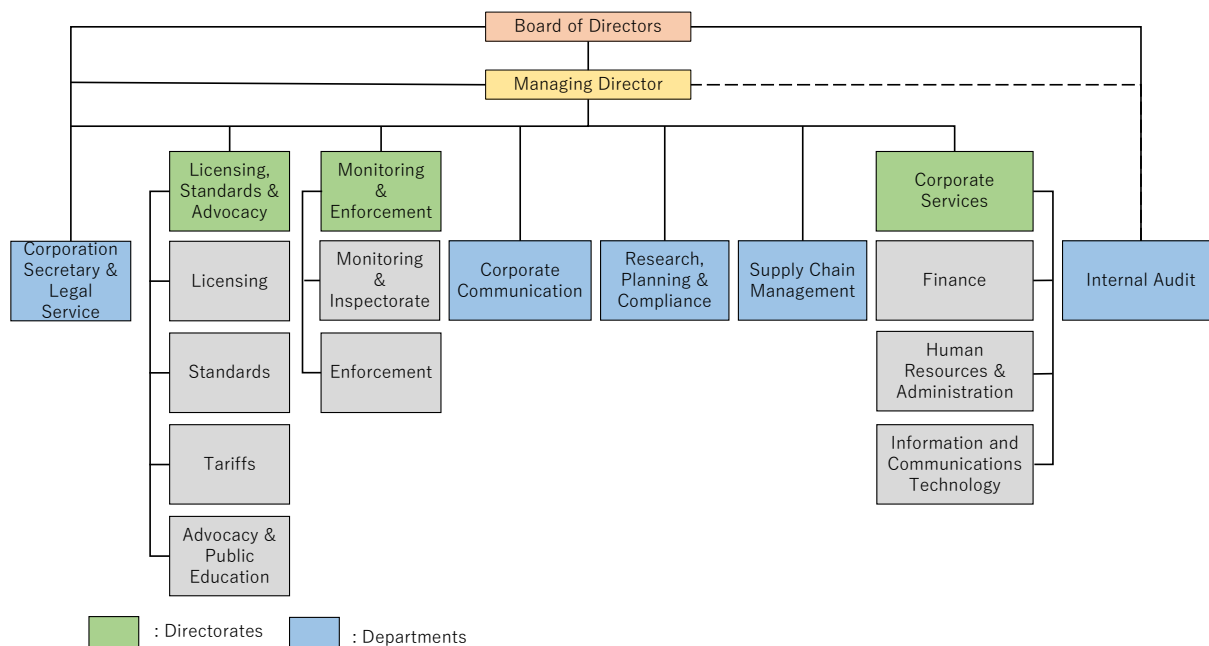 Board of Directors
Managing Director
Licensing,
Standards &
Advocacy
Monitoring
&
Enforcement
Corporate
Services
Corporation
Secretary &
Legal
Service
Licensing
Monitoring
&
Inspectorate
Corporate
Communication
Research,
Planning &
Compliance
Supply Chain
Management
Finance
Internal Audit
Standards
Enforcement
Human
Resources &
Administration
Tariffs
Information and
Communications
Technology
Advocacy &
Public
Education
: Directorates
: Departments